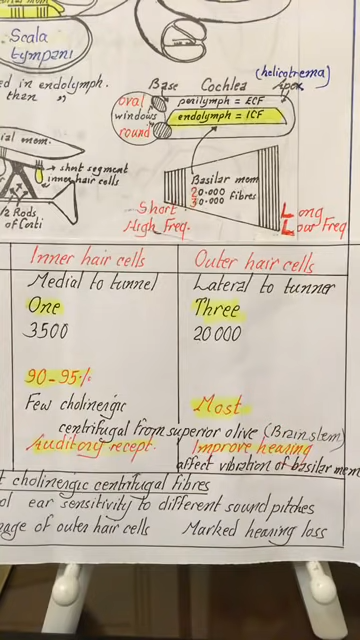 Scala
tympani
ed in endolymph.
than "
Base Cochlea (helicotrema)
Apex
oval
windows
round
perilymph = ECF
endolymph = ICF
ial mem.
short segment
inner hair cells
Rods
of Corti
Basilar mem
20.000 Fibres
30.000
Short
High Freq.
Long
Low Freq
Inner hair cells Outer hair cells
Medial to tunnel Lateral to tunner
One Three
3500 20 000
90-95%
Few cholinergic Most
centrifugal from superior olive (Brainstem)
Auditory recept. Improve hearing
affect vibration of basilar mem
t cholinergic centrifugal fibres
ol ear sensitivity to different sound pitches
age of outer hair cells Marked hearing loss